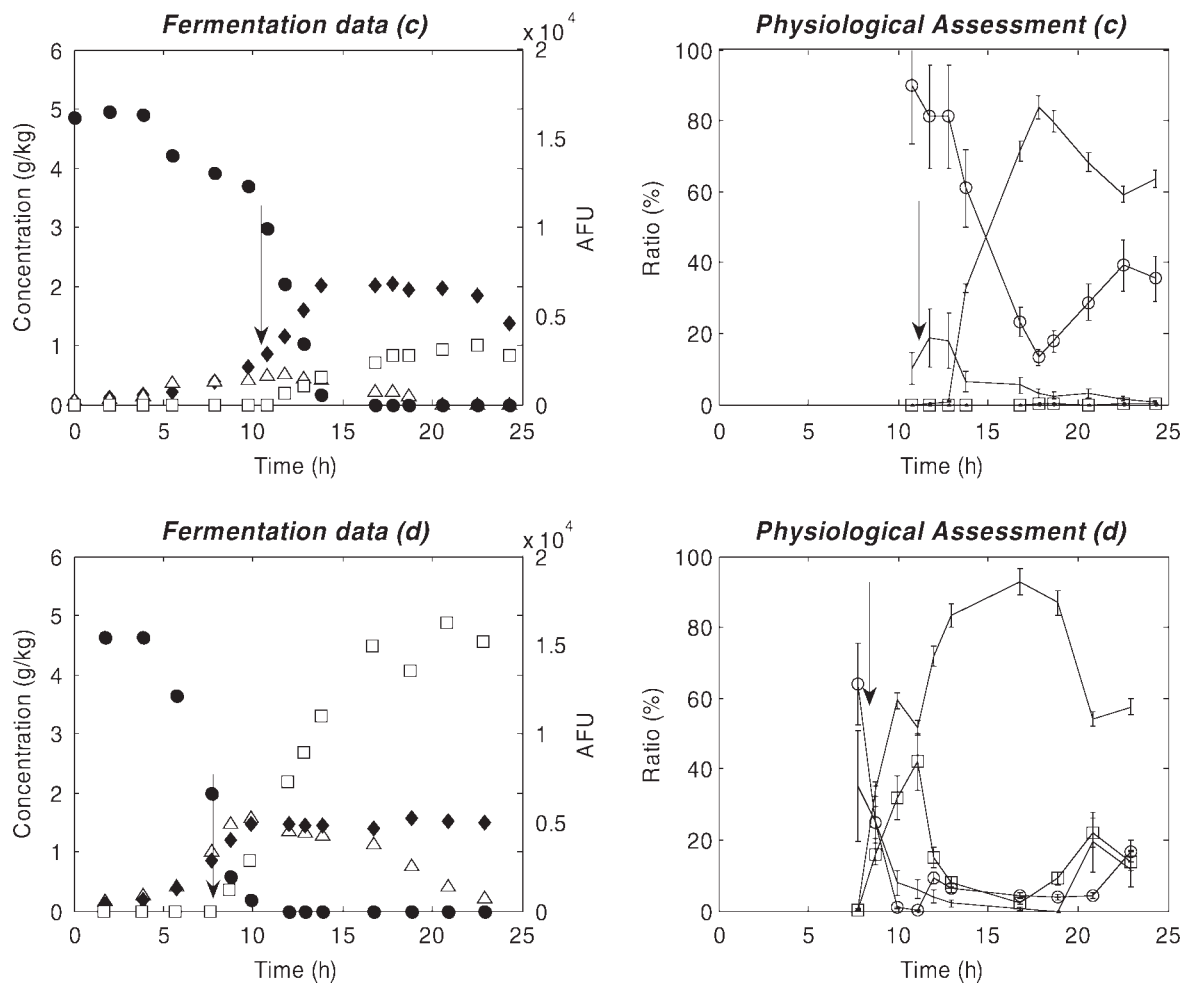 Fermentation data (c)
x 10⁴
Concentration (g/kg)
6
5
4
3
2
1
0
2
1.5
1
0.5
0
AFU
0 5 10 15 20 25
Time (h)
Physiological Assessment (c)
Ratio (%)
100
80
60
40
20
0
0 5 10 15 20 25
Time (h)
Fermentation data (d)
x 10⁴
Concentration (g/kg)
6
5
4
3
2
1
0
2
1.5
1
0.5
0
AFU
0 5 10 15 20 25
Time (h)
Physiological Assessment (d)
Ratio (%)
100
80
60
40
20
0
0 5 10 15 20 25
Time (h)